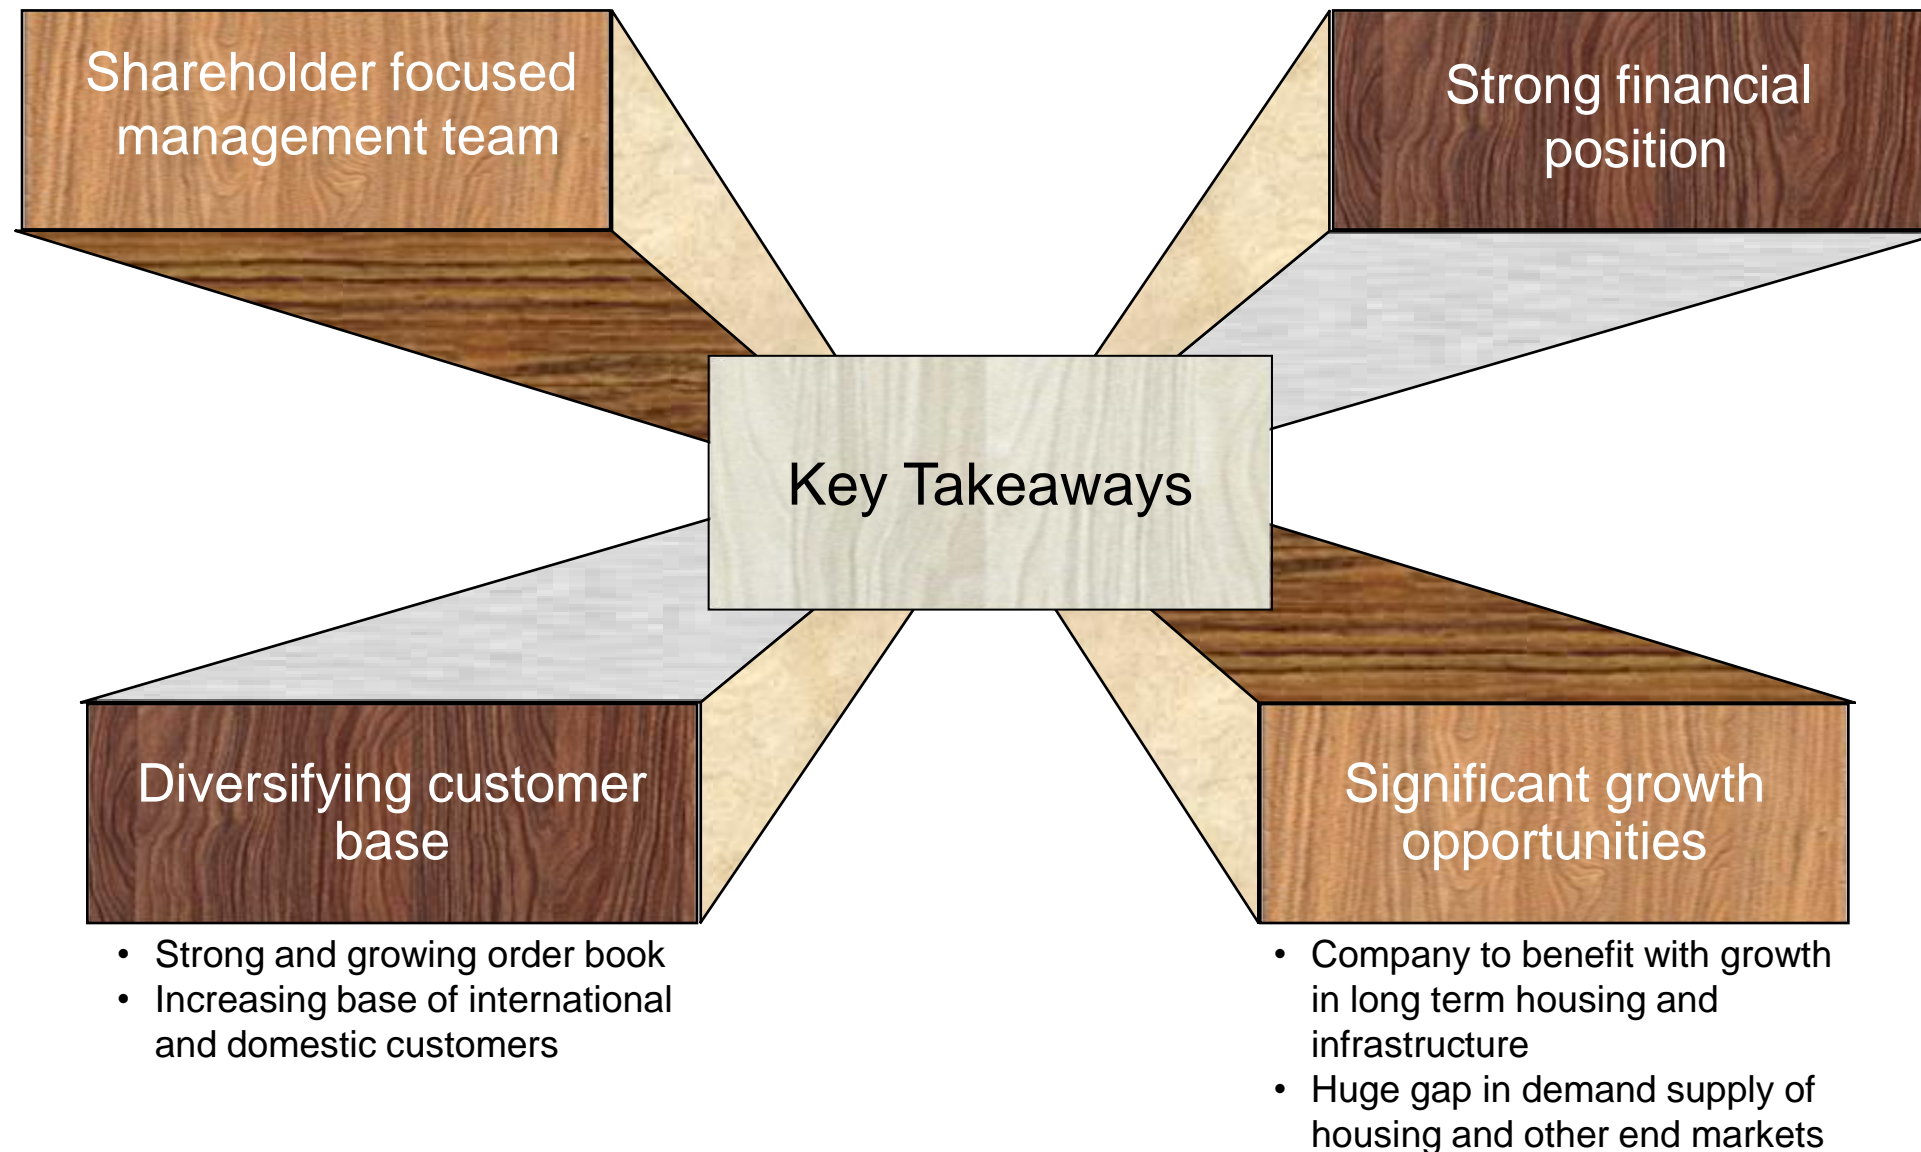 Shareholder focused
management team
Strong financial
position
Key Takeaways
Diversifying customer
base
• Strong and growing order book
• Increasing base of international
and domestic customers
Significant growth
opportunities
• Company to benefit with growth
in long term housing and
infrastructure
• Huge gap in demand supply of
housing and other end markets